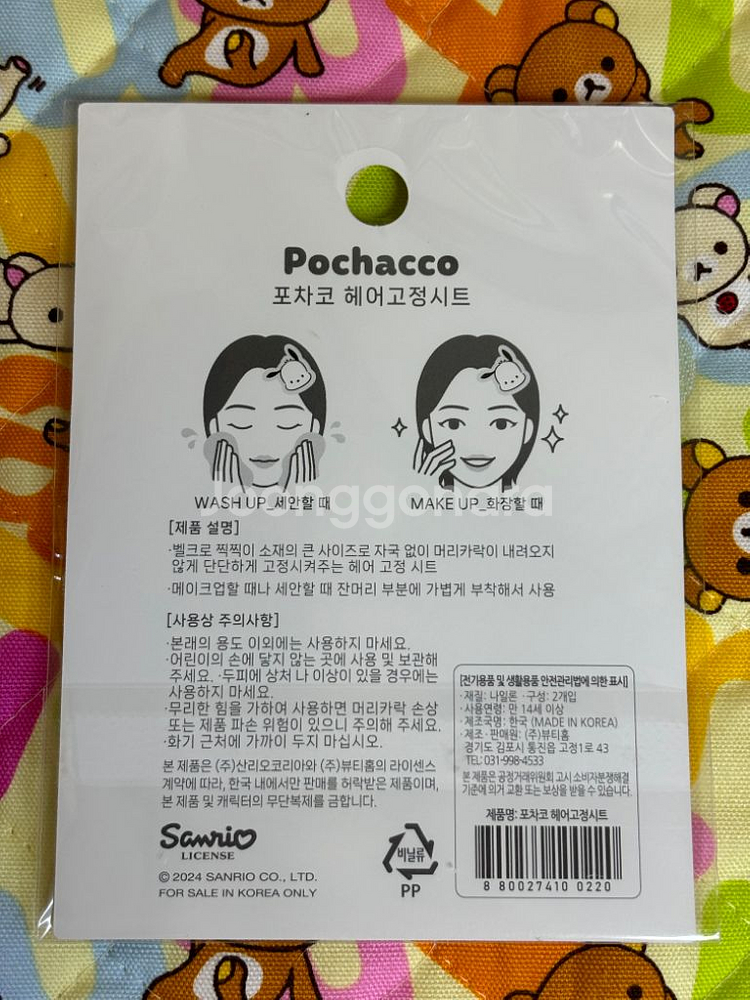 Pochacco
포차코 헤어고정시트
WASH UP_세안할 때
MAKE UP_화장할 때
Joonggonara
[제품 설명]
·벨크로 찍찍이 소재의 큰 사이즈로 자국 없이 머리카락이 내려오지
않게 단단하게 고정시켜주는 헤어 고정 시트
·메이크업할 때나 세안할 때 잔머리 부분에 가볍게 부착해서 사용
[사용상 주의사항]
·본래의 용도 이외에는 사용하지 마세요.
·어린이의 손에 닿지 않는 곳에 사용 및 보관해
주세요. ·두피에 상처 나 이상이 있을 경우에는
사용하지 마세요.
·무리한 힘을 가하여 사용하면 머리카락 손상
또는 제품 파손 위험이 있으니 주의해 주세요.
·화기 근처에 가까이 두지 마십시오.
본 제품은 (주)산리오코리아와 (주)뷰티홈의 라이센스
계약에 따라, 한국 내에서만 판매를 허락받은 제품이며,
본 제품 및 캐릭터의 무단복제를 금합니다.
Sanrio
LICENSE
© 2024 SANRIO CO., LTD.
FOR SALE IN KOREA ONLY
비닐류
PP
[전기용품 및 생활용품 안전관리법에 의한 표시]
·재질: 나일론 ·구성: 2개입
·사용연령: 만 14세 이상
·제조국명: 한국 (MADE IN KOREA)
·제조·판매원: (주)뷰티홈
경기도 김포시 통진읍 고정1로 43
TEL: 031-998-4533
본 제품은 공정거래위원회 고시 소비자분쟁해결
기준에 의거 교환 또는 보상을 받을 수 있습니다.
제품명: 포차코 헤어고정시트
8 80027410 0220